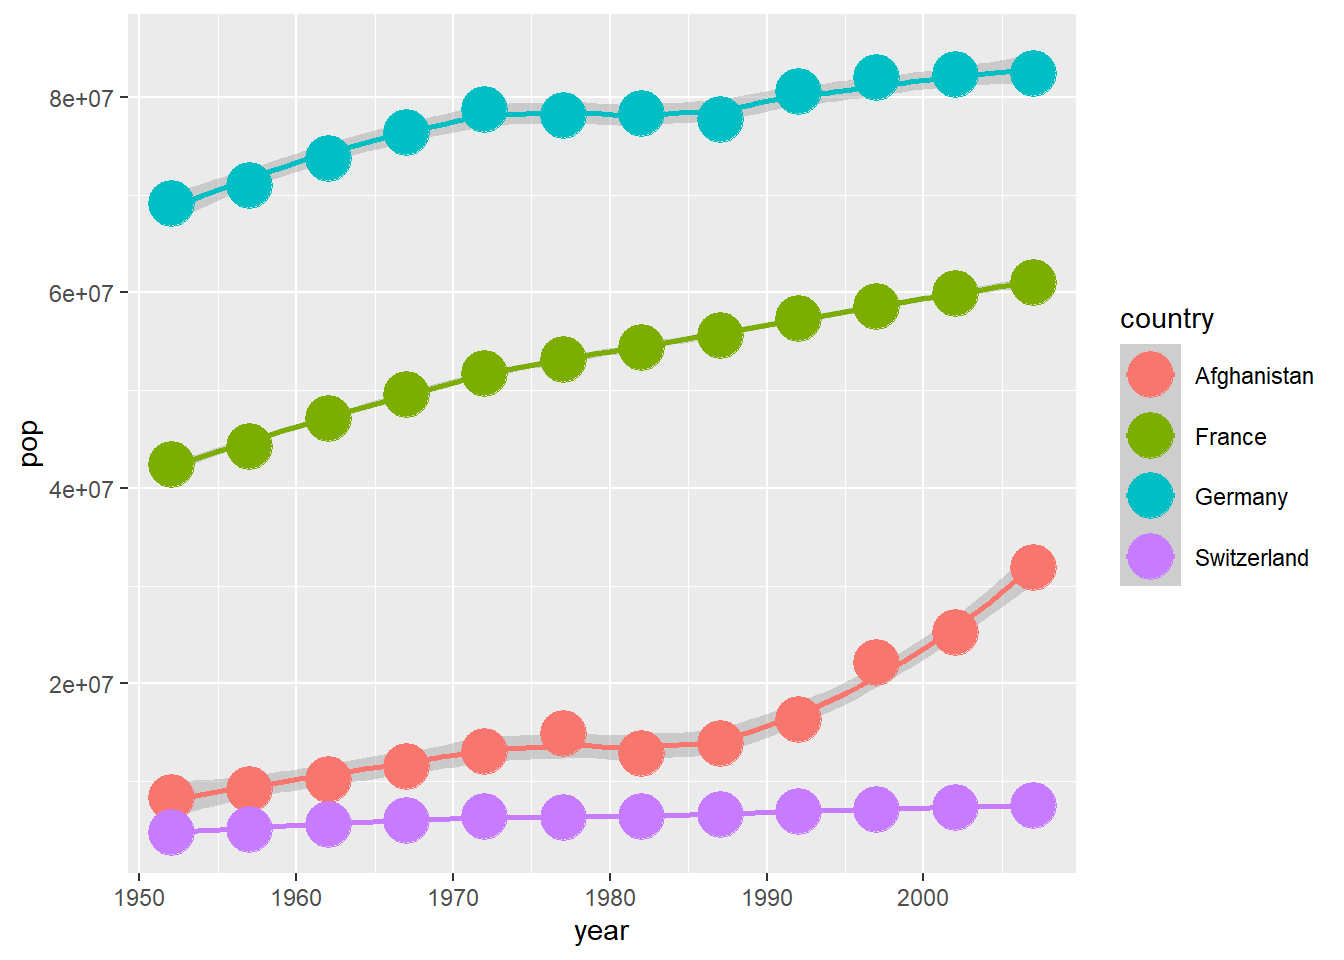 8e+07
6e+07
4e+07
2e+07
pop
1950 1960 1970 1980 1990 2000
year
country
Afghanistan
France
Germany
Switzerland